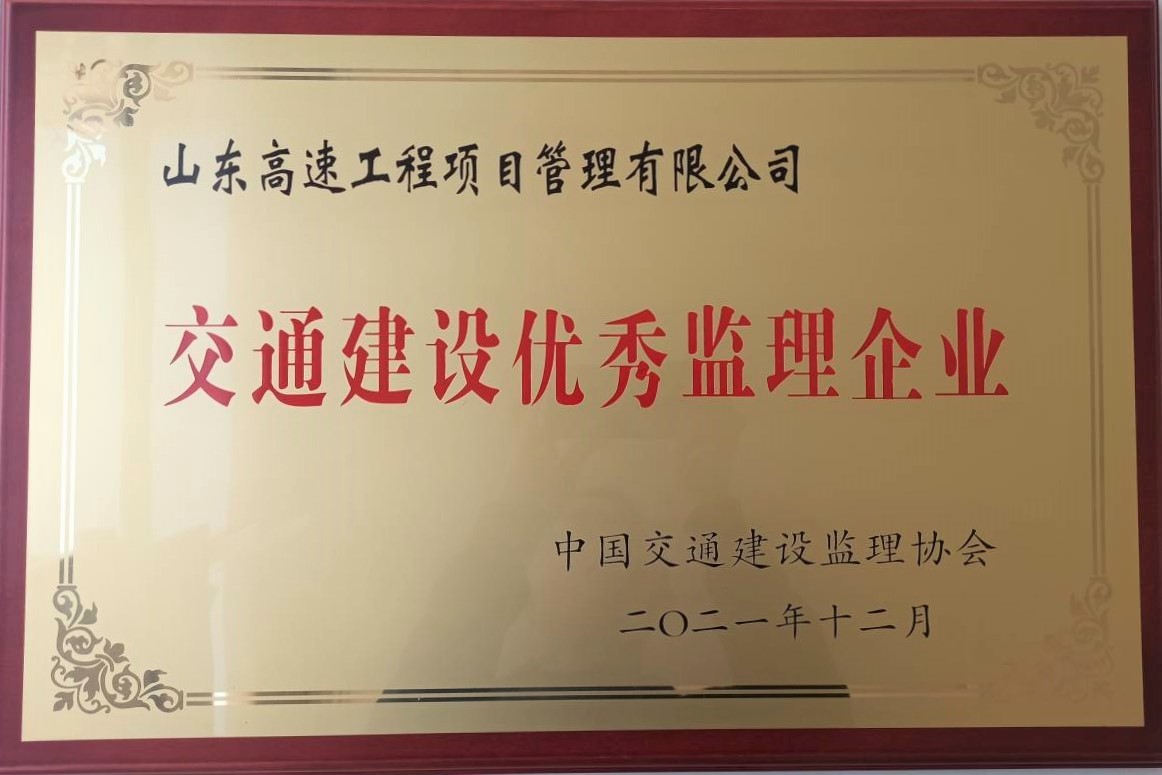 山东高速工程项目管理有限公司
交通建设优秀监理企业
中国交通建设监理协会
二〇二一年十二月